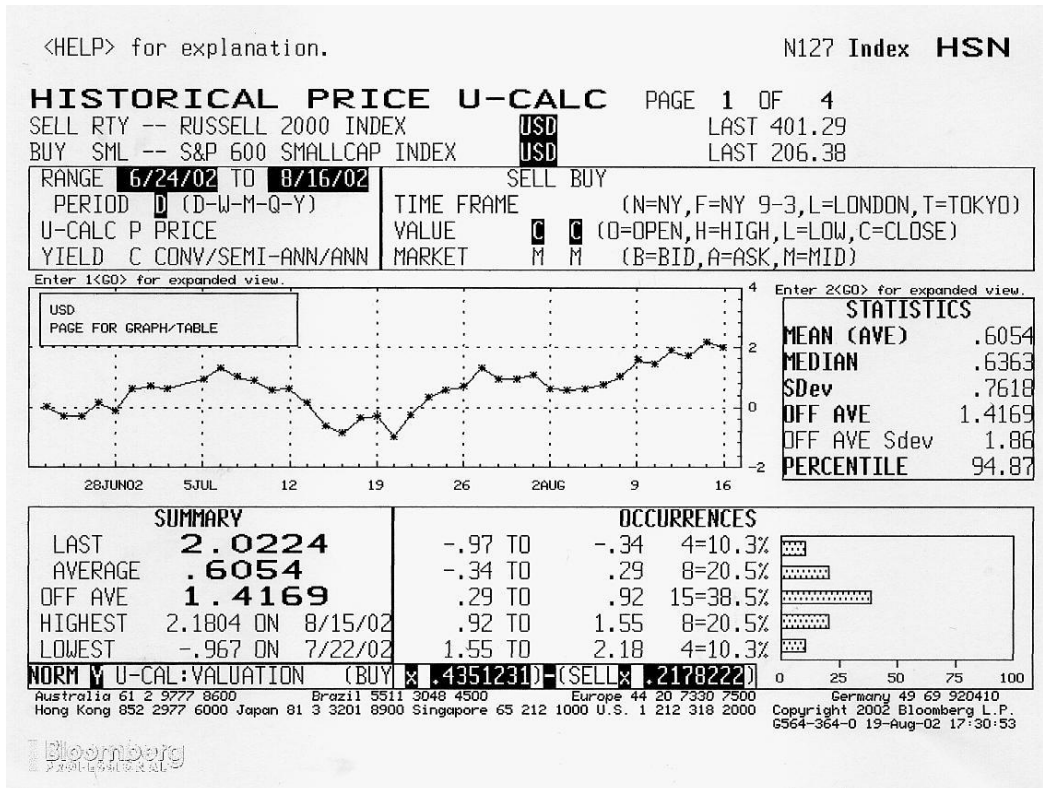 <HELP> for explanation. N127 Index HSN
HISTORICAL PRICE U-CALC PAGE 1 OF 4
SELL RTY -- RUSSELL 2000 INDEX USD LAST 401.29
BUY SML -- S&P 600 SMALLCAP INDEX USD LAST 206.38
RANGE 6/24/02 TO 8/16/02 SELL BUY
PERIOD D (D-W-M-Q-Y) TIME FRAME (N=NY,F=NY 9-3,L=LONDON,T=TOKYO)
U-CALC P PRICE VALUE C C (O=OPEN,H=HIGH,L=LOW,C=CLOSE)
YIELD C CONV/SEMI-ANN/ANN MARKET M M (B=BID,A=ASK,M=MID)
Enter 1<GO> for expanded view.
USD
PAGE FOR GRAPH/TABLE
4
2
0
-2
28JUN02 5JUL 12 19 26 2AUG 9 16
Enter 2<GO> for expanded view.
STATISTICS
MEAN (AVE) .6054
MEDIAN .6363
SDev .7618
OFF AVE 1.4169
OFF AVE Sdev 1.86
PERCENTILE 94.87
SUMMARY
LAST 2.0224
AVERAGE .6054
OFF AVE 1.4169
HIGHEST 2.1804 ON 8/15/02
LOWEST -.967 ON 7/22/02
OCCURRENCES
-.97 TO -.34 4=10.3%
-.34 TO .29 8=20.5%
.29 TO .92 15=38.5%
.92 TO 1.55 8=20.5%
1.55 TO 2.18 4=10.3%
0 25 50 75 100
NORM Y U-CAL:VALUATION (BUY x .4351231)-(SELL x .2178222)
Australia 61 2 9777 8600 Brazil 5511 3048 4500 Europe 44 20 7330 7500 Germany 49 69 920410
Hong Kong 852 2977 6000 Japan 81 3 3201 8900 Singapore 65 212 1000 U.S. 1 212 318 2000 Copyright 2002 Bloomberg L.P.
G564-364-0 19-Aug-02 17:30:53
Bloomberg
PROFESSIONAL